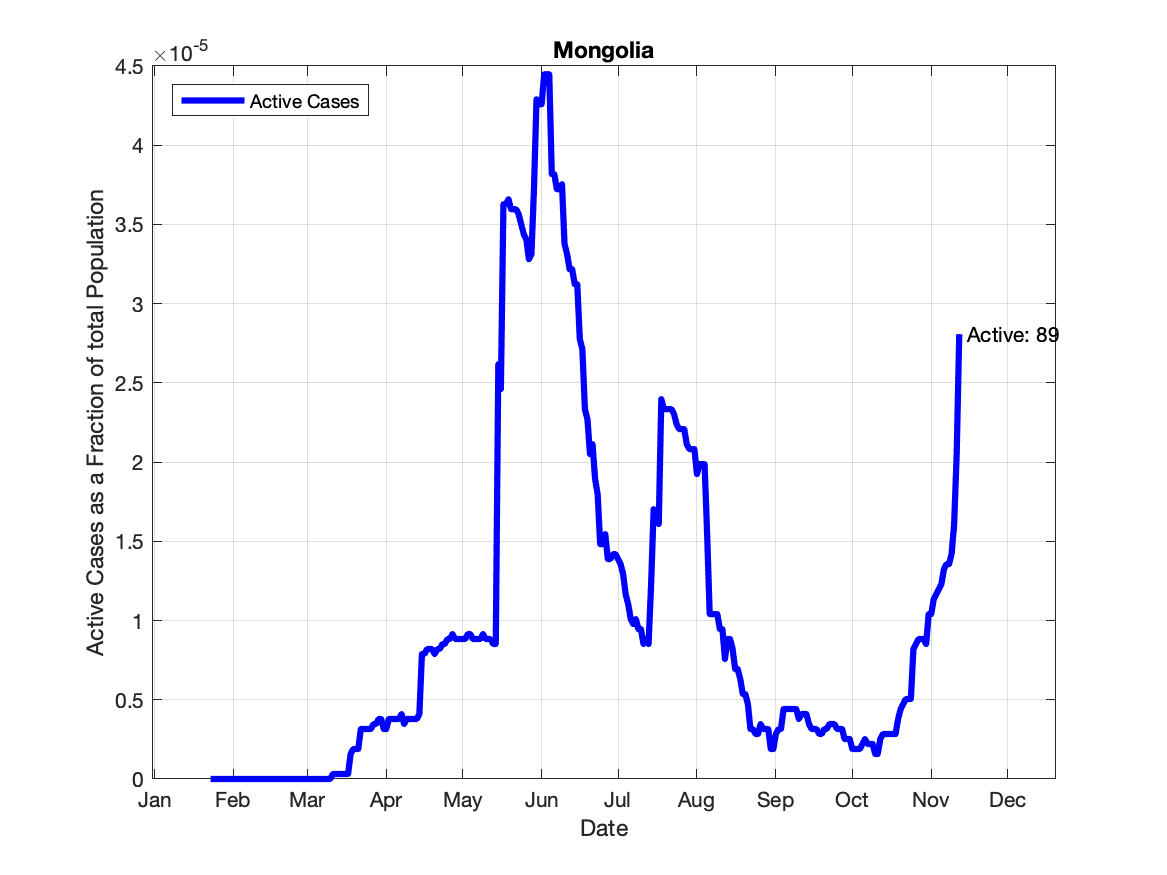 ×10-5
Mongolia
Active Cases
4.5
4
3.5
3
2.5
2
1.5
1
0.5
0
Active Cases as a Fraction of total Population
Active: 89
Jan Feb Mar Apr May Jun Jul Aug Sep Oct Nov Dec
Date